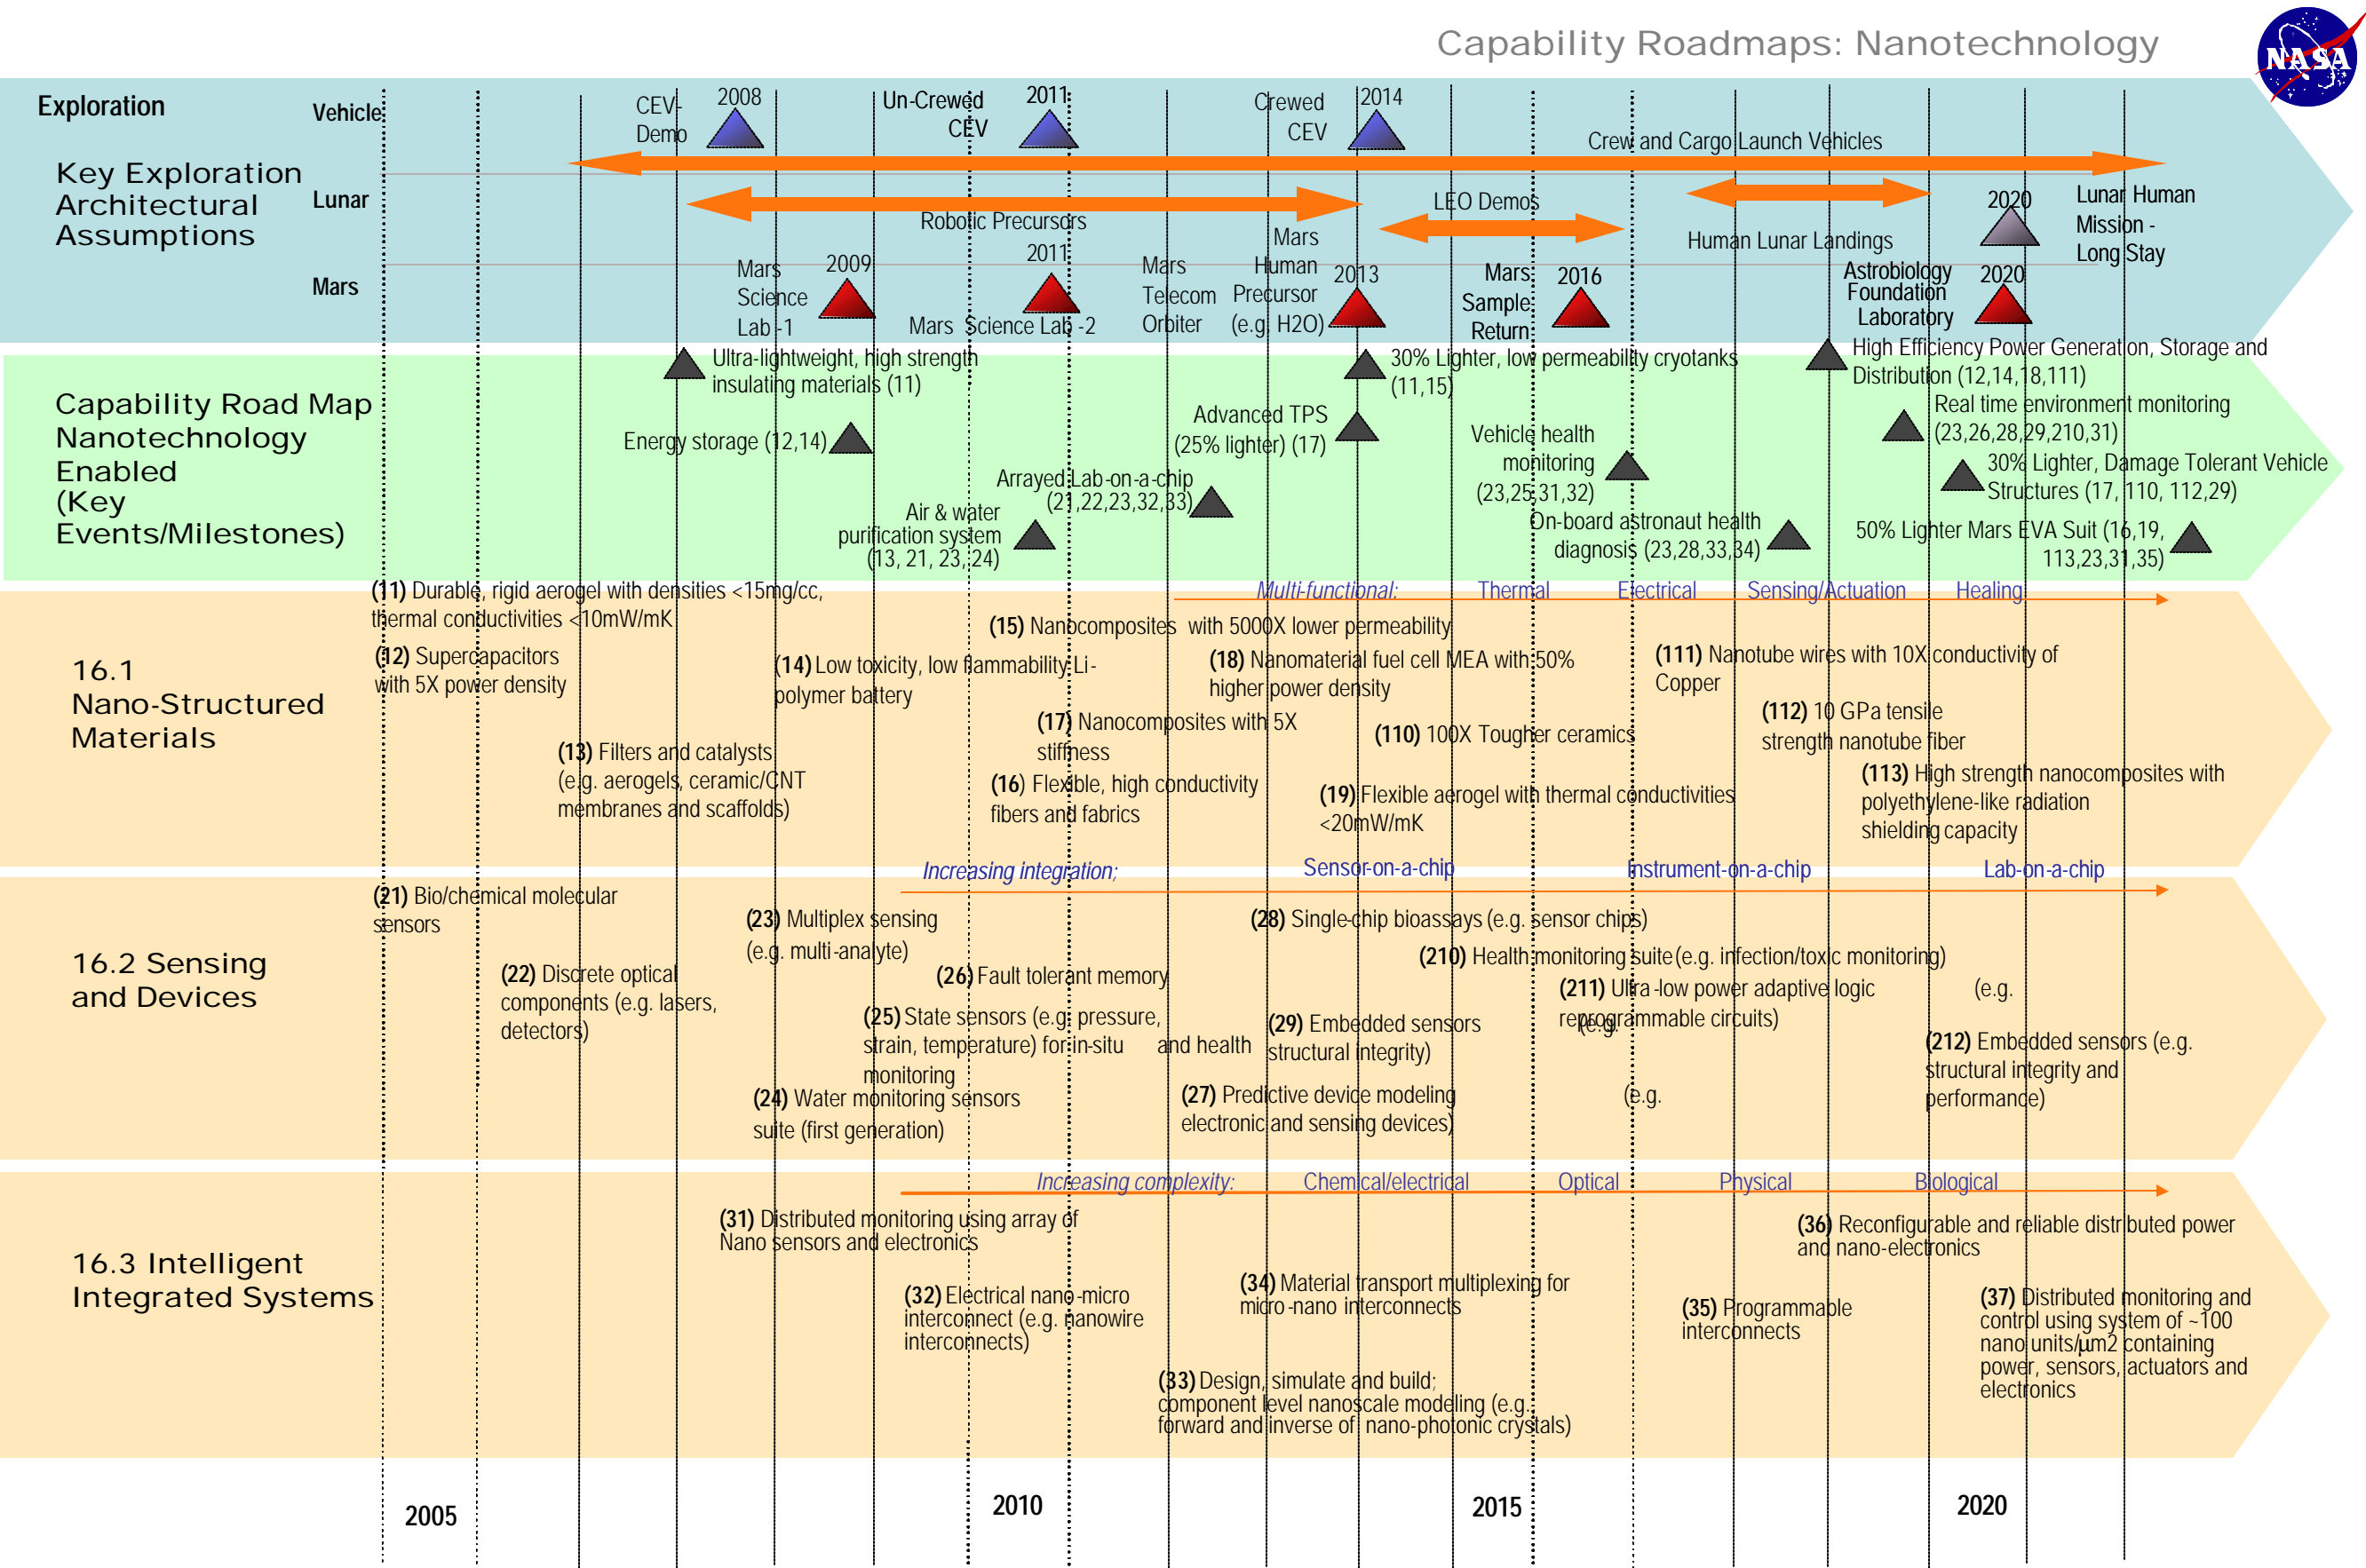 Capability Roadmaps: Nanotechnology
NASA
Exploration
Key Exploration
Architectural
Assumptions
Vehicle
CEV-
Demo
2008
Un-Crewed
CEV
2011
Crewed
CEV
2014
Crew and Cargo Launch Vehicles
Lunar
Robotic Precursors
LEO Demos
Human Lunar Landings
2020
Lunar Human
Mission -
Long Stay
Mars
Mars
Science
Lab -1
2009
2011
Mars Science Lab -2
Mars
Telecom
Orbiter
Mars
Human
Precursor
(e.g. H2O)
2013
Mars
Sample
Return
2016
Astrobiology
Foundation
Laboratory
2020
Capability Road Map
Nanotechnology
Enabled
(Key
Events/Milestones)
Ultra-lightweight, high strength
insulating materials (11)
Energy storage (12,14)
Air & water
purification system
(13, 21, 23, 24)
Arrayed Lab-on-a-chip
(21,22,23,32,33)
Advanced TPS
(25% lighter) (17)
30% Lighter, low permeability cryotanks
(11,15)
Vehicle health
monitoring
(23,25,31,32)
On-board astronaut health
diagnosis (23,28,33,34)
High Efficiency Power Generation, Storage and
Distribution (12,14,18,111)
Real time environment monitoring
(23,26,28,29,210,31)
30% Lighter, Damage Tolerant Vehicle
Structures (17, 110, 112,29)
50% Lighter Mars EVA Suit (16,19,
113,23,31,35)
16.1
Nano-Structured
Materials
Multi-functional: Thermal Electrical Sensing/Actuation Healing
(11) Durable, rigid aerogel with densities <15mg/cc,
thermal conductivities <10mW/mK
(12) Supercapacitors
with 5X power density
(13) Filters and catalysts
(e.g. aerogels, ceramic/CNT
membranes and scaffolds)
(14) Low toxicity, low flammability Li-
polymer battery
(15) Nanocomposites with 5000X lower permeability
(17) Nanocomposites with 5X
stiffness
(16) Flexible, high conductivity
fibers and fabrics
(18) Nanomaterial fuel cell MEA with 50%
higher power density
(110) 100X Tougher ceramics
(19) Flexible aerogel with thermal conductivities
<20mW/mK
(111) Nanotube wires with 10X conductivity of
Copper
(112) 10 GPa tensile
strength nanotube fiber
(113) High strength nanocomposites with
polyethylene-like radiation
shielding capacity
16.2 Sensing
and Devices
Increasing integration; Sensor-on-a-chip Instrument-on-a-chip Lab-on-a-chip
(21) Bio/chemical molecular
sensors
(22) Discrete optical
components (e.g. lasers,
detectors)
(23) Multiplex sensing
(e.g. multi-analyte)
(26) Fault tolerant memory
(25) State sensors (e.g. pressure,
strain, temperature) for in-situ and health
monitoring
(24) Water monitoring sensors
suite (first generation)
(28) Single-chip bioassays (e.g. sensor chips)
(210) Health monitoring suite (e.g. infection/toxic monitoring)
(211) Ultra-low power adaptive logic (e.g.
reprogrammable circuits)
(29) Embedded sensors (e.g.
structural integrity)
(27) Predictive device modeling (e.g.
electronic and sensing devices)
(212) Embedded sensors (e.g.
structural integrity and
performance)
16.3 Intelligent
Integrated Systems
Increasing complexity: Chemical/electrical Optical Physical Biological
(31) Distributed monitoring using array of
Nano sensors and electronics
(32) Electrical nano-micro
interconnect (e.g. nanowire
interconnects)
(34) Material transport multiplexing for
micro-nano interconnects
(33) Design, simulate and build;
component level nanoscale modeling (e.g.
forward and inverse of nano-photonic crystals)
(36) Reconfigurable and reliable distributed power
and nano-electronics
(35) Programmable
interconnects
(37) Distributed monitoring and
control using system of ~100
nano units/µm2 containing
power, sensors, actuators and
electronics
2005
2010
2015
2020